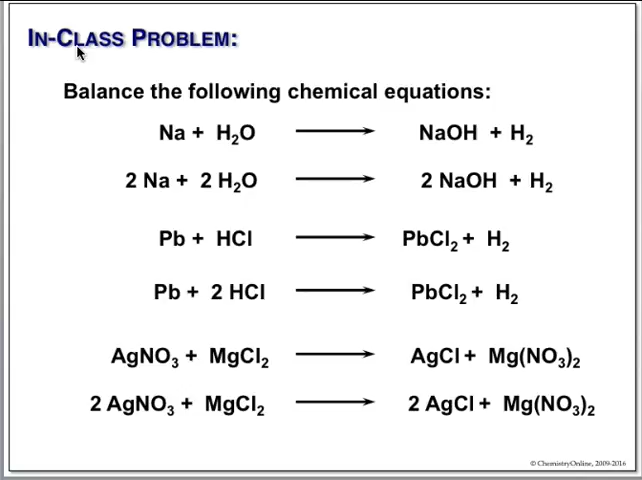 IN-CLASS PROBLEM:
Balance the following chemical equations:
Na + H₂O ⟶ NaOH + H₂
2 Na + 2 H₂O ⟶ 2 NaOH + H₂
Pb + HCl ⟶ PbCl₂ + H₂
Pb + 2 HCl ⟶ PbCl₂ + H₂
AgNO₃ + MgCl₂ ⟶ AgCl + Mg(NO₃)₂
2 AgNO₃ + MgCl₂ ⟶ 2 AgCl + Mg(NO₃)₂
© ChemistryOnline, 2009-2016